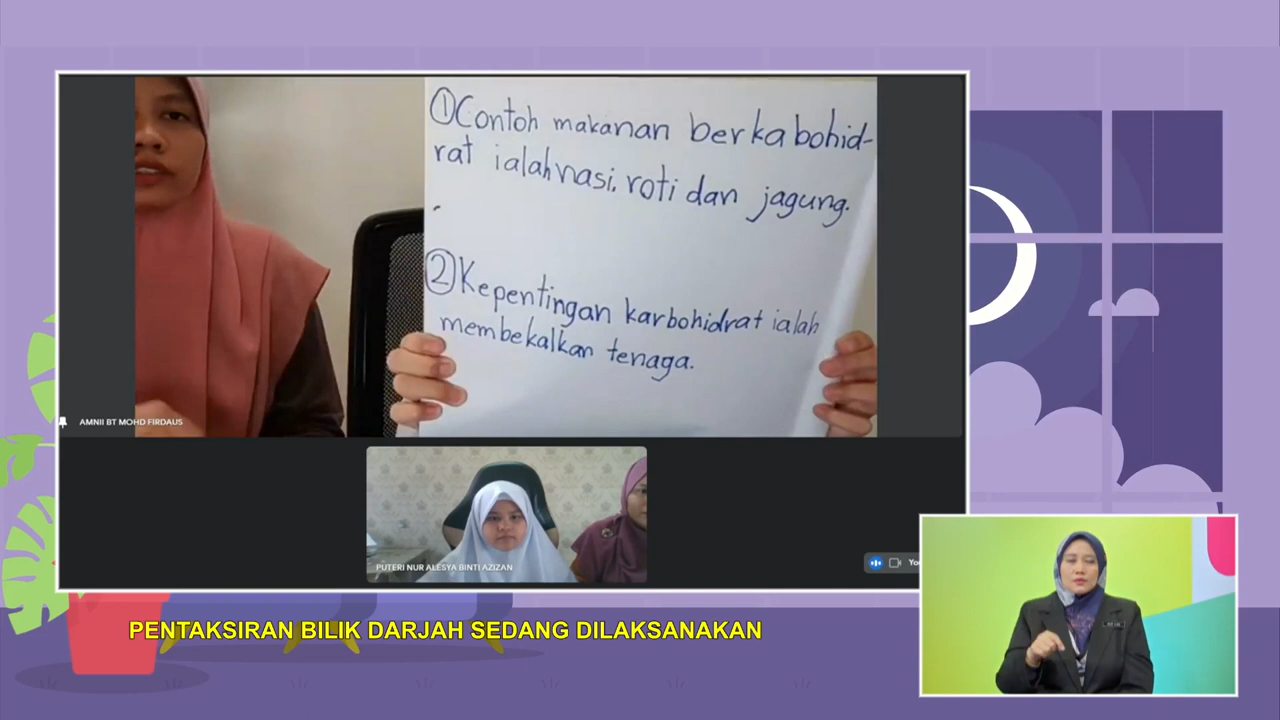 ①Contoh makanan berkabohid-
rat ialah nasi, roti dan jagung.
②Kepentingan karbohidrat ialah
membekalkan tenaga.
AMNII BT MOHD FIRDAUS
PUTERI NUR ALESYA BINTI AZIZAN
PENTAKSIRAN BILIK DARJAH SEDANG DILAKSANAKAN